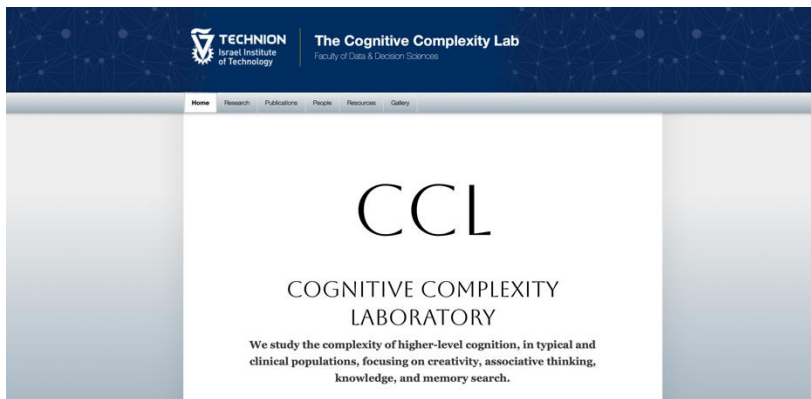 TECHNION
Israel Institute
of Technology
The Cognitive Complexity Lab
Faculty of Data & Decision Sciences
Home Research Publications People Resources Gallery
CCL
COGNITIVE COMPLEXITY
LABORATORY
We study the complexity of higher-level cognition, in typical and
clinical populations, focusing on creativity, associative thinking,
knowledge, and memory search.